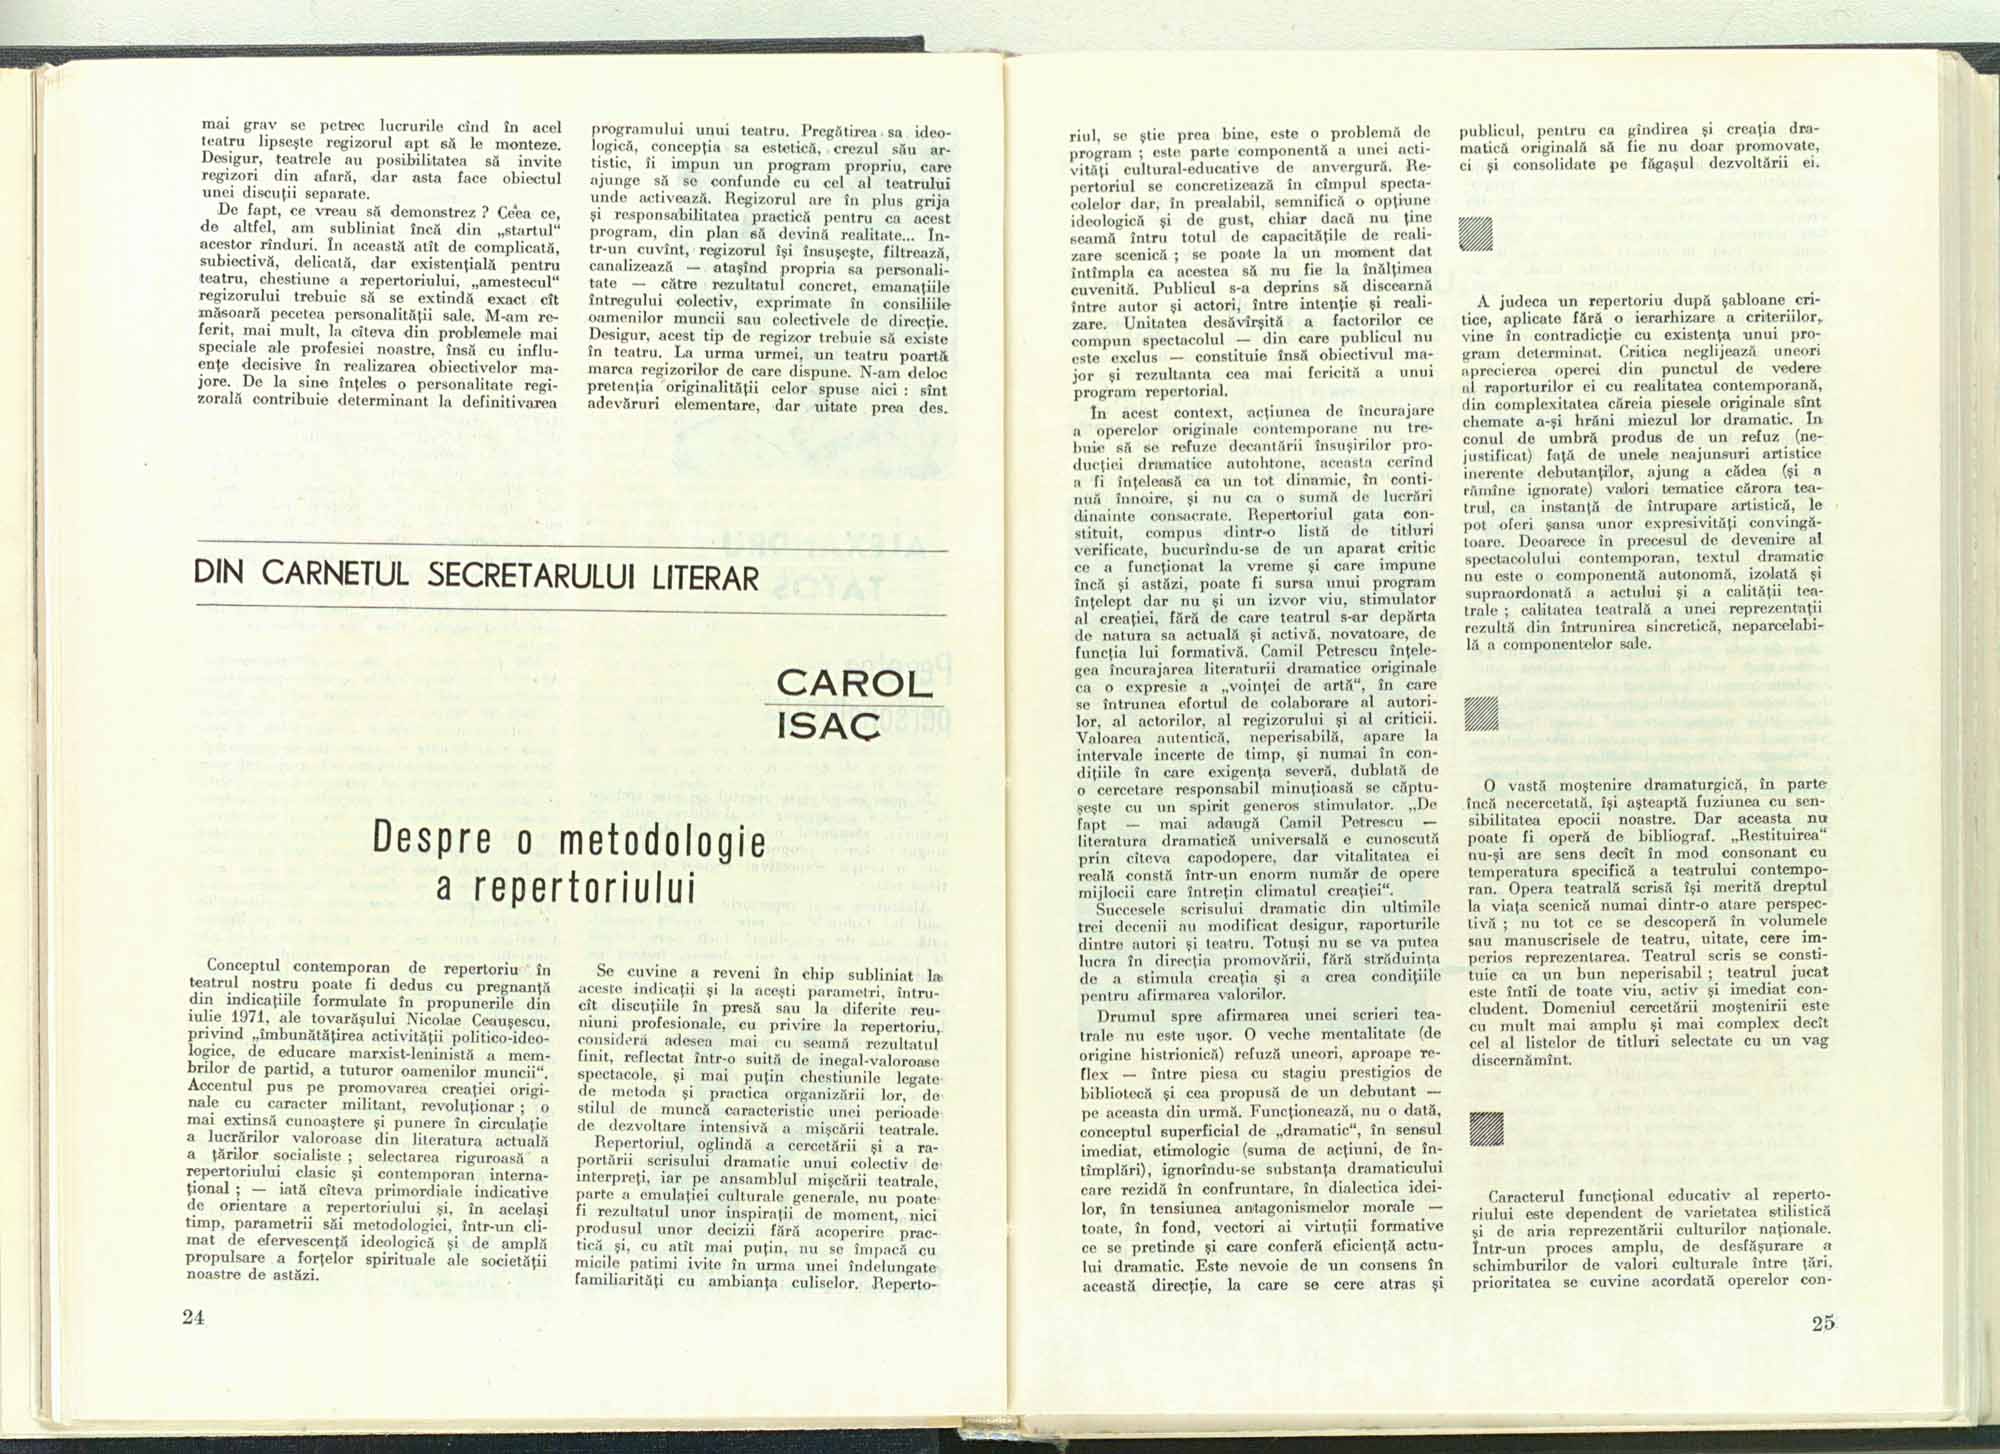 mai grav se petrec lucrurile cînd în acel
teatru lipsește regizorul apt să le monteze.
Desigur, teatrele au posibilitatea să invite
regizori din afară, dar asta face obiectul
unei discuții separate.
De fapt, ce vreau să demonstrez ? Ceea ce,
de altfel, am subliniat încă din „startul“
acestor rînduri. În această atît de complicată,
subiectivă, delicată, dar existențială pentru
teatru, chestiune a repertoriului, „amestecul“
regizorului trebuie să se extindă exact cît
măsoară pecetea personalității sale. M-am re-
ferit, mai mult, la cîteva din problemele mai
speciale ale profesiei noastre, însă cu influ-
ențe decisive în realizarea obiectivelor ma-
jore. De la sine înțeles o personalitate regi-
zorală contribuie determinant la definitivarea
programului unui teatru. Pregătirea sa ideo-
logică, concepția sa estetică, crezul său ar-
tistic, îi impun un program propriu, care
ajunge să se confunde cu cel al teatrului
unde activează. Regizorul are în plus grija
și responsabilitatea practică pentru ca acest
program, din plan să devină realitate... În-
tr-un cuvînt, regizorul își însușește, filtrează,
canalizează — atașînd propria sa personali-
tate — către rezultatul concret, emanațiile
întregului colectiv, exprimate în consiliile
oamenilor muncii sau colectivele de direcție.
Desigur, acest tip de regizor trebuie să existe
în teatru. La urma urmei, un teatru poartă
marca regizorilor de care dispune. N-am deloc
pretenția originalității celor spuse aici : sînt
adevăruri elementare, dar uitate prea des.
DIN CARNETUL SECRETARULUI LITERAR
CAROL
ISAC
Despre o metodologie
a repertoriului
Conceptul contemporan de repertoriu în
teatrul nostru poate fi dedus cu pregnanță
din indicațiile formulate în propunerile din
iulie 1971, ale tovarășului Nicolae Ceaușescu,
privind „îmbunătățirea activității politico-ideo-
logice, de educare marxist-leninistă a mem-
brilor de partid, a tuturor oamenilor muncii“.
Accentul pus pe promovarea creației origi-
nale cu caracter militant, revoluționar ; o
mai extinsă cunoaștere și punere în circulație
a lucrărilor valoroase din literatura actuală
a țărilor socialiste ; selectarea riguroasă a
repertoriului clasic și contemporan interna-
țional ; — iată cîteva primordiale indicative
de orientare a repertoriului și, în același
timp, parametrii săi metodologici, într-un cli-
mat de efervescență ideologică și de amplă
propulsare a forțelor spirituale ale societății
noastre de astăzi.
Se cuvine a reveni în chip subliniat la
aceste indicații și la acești parametri, întru-
cît discuțiile în presă sau la diferite reu-
niuni profesionale, cu privire la repertoriu,
consideră adesea mai cu seamă rezultatul
finit, reflectat într-o suită de inegal-valoroase
spectacole, și mai puțin chestiunile legate
de metoda și practica organizării lor, de
stilul de muncă caracteristic unei perioade
de dezvoltare intensivă a mișcării teatrale.
Repertoriul, oglindă a cercetării și a ra-
portării scrisului dramatic unui colectiv de
interpreți, iar pe ansamblul mișcării teatrale,
parte a emulației culturale generale, nu poate
fi rezultatul unor inspirații de moment, nici
produsul unor decizii fără acoperire prac-
tică și, cu atît mai puțin, nu se împacă cu
micile patimi ivite în urma unei îndelungate
familiarități cu ambianța culiselor. Reperto-
24
riul, se știe prea bine, este o problemă de
program ; este parte componentă a unei acti-
vități cultural-educative de anvergură. Re-
pertoriul se concretizează în cîmpul specta-
colelor dar, în prealabil, semnifică o opțiune
ideologică și de gust, chiar dacă nu ține
seamă întru totul de capacitățile de reali-
zare scenică ; se poate la un moment dat
întîmpla ca acestea să nu fie la înălțimea
cuvenită. Publicul s-a deprins să discearnă
între autor și actori, între intenție și reali-
zare. Unitatea desăvîrșită a factorilor ce
compun spectacolul — din care publicul nu
este exclus — constituie însă obiectivul ma-
jor și rezultanta cea mai fericită a unui
program repertorial.
În acest context, acțiunea de încurajare
a operelor originale contemporane nu tre-
buie să se refuze decantării însușirilor pro-
ducției dramatice autohtone, aceasta cerînd
a fi înțeleasă ca un tot dinamic, în conti-
nuă înnoire, și nu ca o sumă de lucrări
dinainte consacrate. Repertoriul gata con-
stituit, compus dintr-o listă de titluri
verificate, bucurîndu-se de un aparat critic
ce a funcționat la vreme și care impune
încă și astăzi, poate fi sursa unui program
înțelept dar nu și un izvor viu, stimulator
al creației, fără de care teatrul s-ar depărta
de natura sa actuală și activă, novatoare, de
funcția lui formativă. Camil Petrescu înțele-
gea încurajarea literaturii dramatice originale
ca o expresie a „voinței de artă“, în care
se întrunea efortul de colaborare al autori-
lor, al actorilor, al regizorului și al criticii.
Valoarea autentică, neperisabilă, apare la
intervale incerte de timp, și numai în con-
dițiile în care exigența severă, dublată de
o cercetare responsabil minuțioasă se căptu-
șește cu un spirit generos stimulator. „De
fapt — mai adaugă Camil Petrescu —
literatura dramatică universală e cunoscută
prin cîteva capodopere, dar vitalitatea ei
reală constă într-un enorm număr de opere
mijlocii care întrețin climatul creației“.
Succesele scrisului dramatic din ultimile
trei decenii au modificat desigur, raporturile
dintre autori și teatru. Totuși nu se va putea
lucra în direcția promovării, fără străduința
de a stimula creația și a crea condițiile
pentru afirmarea valorilor.
Drumul spre afirmarea unei scrieri tea-
trale nu este ușor. O veche mentalitate (de
origine histrionică) refuză uneori, aproape re-
flex — între piesa cu stagiu prestigios de
bibliotecă și cea propusă de un debutant —
pe aceasta din urmă. Funcționează, nu o dată,
conceptul superficial de „dramatic“, în sensul
imediat, etimologic (suma de acțiuni, de în-
tîmplări), ignorîndu-se substanța dramaticului
care rezidă în confruntare, în dialectica idei-
lor, în tensiunea antagonismelor morale —
toate, în fond, vectori ai virtuții formative
ce se pretinde și care conferă eficiență actu-
lui dramatic. Este nevoie de un consens în
această direcție, la care se cere atras și
publicul, pentru ca gîndirea și creația dra-
matică originală să fie nu doar promovate,
ci și consolidate pe făgașul dezvoltării ei.
A judeca un repertoriu după șabloane cri-
tice, aplicate fără o ierarhizare a criteriilor,
vine în contradicție cu existența unui pro-
gram determinat. Critica neglijează uneori
aprecierea operei din punctul de vedere
al raporturilor ei cu realitatea contemporană,
din complexitatea căreia piesele originale sînt
chemate a-și hrăni miezul lor dramatic. În
conul de umbră produs de un refuz (ne-
justificat) față de unele neajunsuri artistice
inerente debutanților, ajung a cădea (și a
rămîne ignorate) valori tematice cărora tea-
trul, ca instanță de întrupare artistică, le
pot oferi șansa unor expresivități convingă-
toare. Deoarece în precesul de devenire al
spectacolului contemporan, textul dramatic
nu este o componentă autonomă, izolată și
supraordonată a actului și a calității tea-
trale ; calitatea teatrală a unei reprezentații
rezultă din întrunirea sincretică, neparcelabi-
lă a componentelor sale.
O vastă moștenire dramaturgică, în parte
încă necercetată, își așteaptă fuziunea cu sen-
sibilitatea epocii noastre. Dar aceasta nu
poate fi operă de bibliograf. „Restituirea“
nu-și are sens decît în mod consonant cu
temperatura specifică a teatrului contempo-
ran. Opera teatrală scrisă își merită dreptul
la viața scenică numai dintr-o atare perspec-
tivă ; nu tot ce se descoperă în volumele
sau manuscrisele de teatru, uitate, cere im-
perios reprezentarea. Teatrul scris se consti-
tuie ca un bun neperisabil ; teatrul jucat
este întîi de toate viu, activ și imediat con-
cludent. Domeniul cercetării moștenirii este
cu mult mai amplu și mai complex decît
cel al listelor de titluri selectate cu un vag
discernămînt.
Caracterul funcțional educativ al reperto-
riului este dependent de varietatea stilistică
și de aria reprezentării culturilor naționale.
Într-un proces amplu, de desfășurare a
schimburilor de valori culturale între țări,
prioritatea se cuvine acordată operelor con-
25